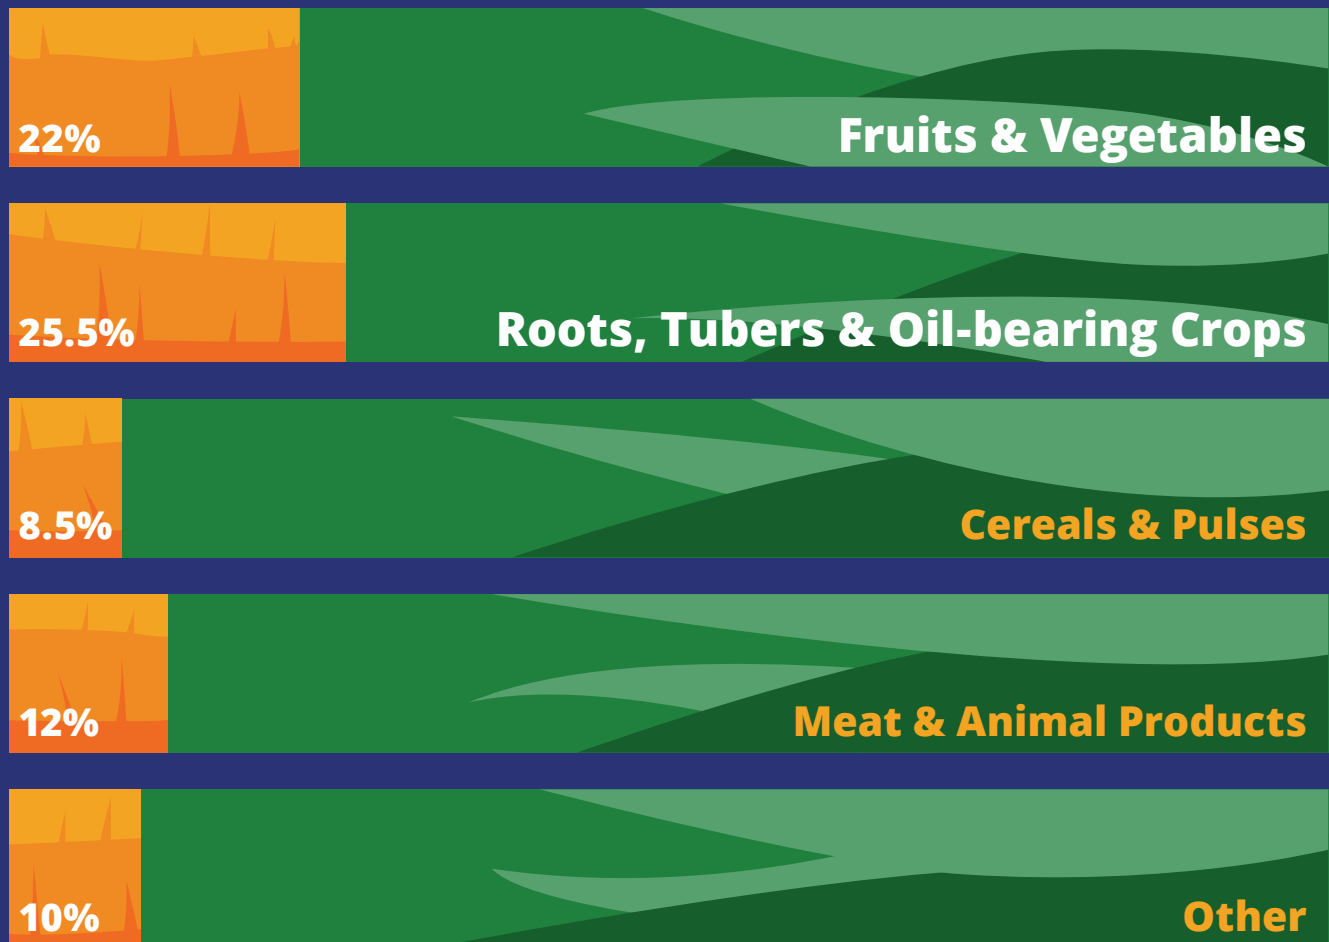 22%
Fruits & Vegetables
25.5%
Roots, Tubers & Oil-bearing Crops
8.5%
Cereals & Pulses
12%
Meat & Animal Products
10%
Other